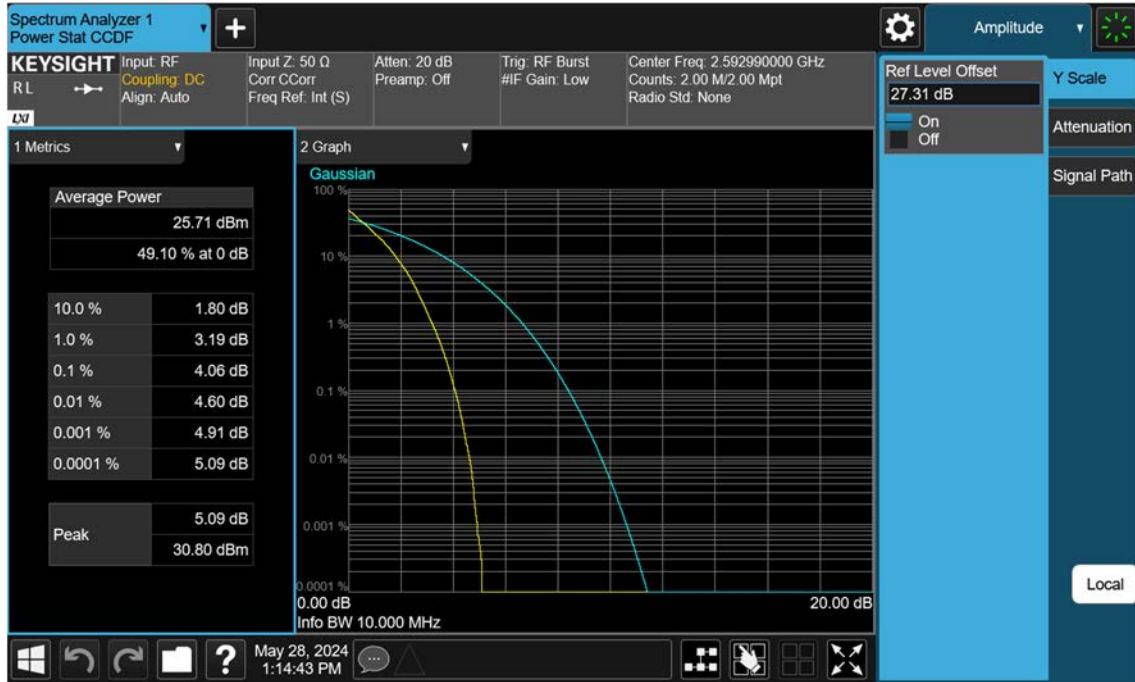 Spectrum Analyzer 1
Power Stat CCDF
Amplitude
KEYSIGHT
R L
LXI
Input: RF
Coupling: DC
Align: Auto
Input Z: 50 Ω
Corr CCorr
Freq Ref: Int (S)
Atten: 20 dB
Preamp: Off
Trig: RF Burst
#IF Gain: Low
Center Freq: 2.592990000 GHz
Counts: 2.00 M/2.00 Mpt
Radio Std: None
Ref Level Offset
27.31 dB
On
Off
Y Scale
Attenuation
Signal Path
1 Metrics
Average Power
25.71 dBm
49.10 % at 0 dB
10.0 % 1.80 dB
1.0 % 3.19 dB
0.1 % 4.06 dB
0.01 % 4.60 dB
0.001 % 4.91 dB
0.0001 % 5.09 dB
Peak
5.09 dB
30.80 dBm
2 Graph
Gaussian
100 %
10 %
1 %
0.1 %
0.01 %
0.001 %
0.0001 %
0.00 dB 20.00 dB
Info BW 10.000 MHz
Local
?
May 28, 2024
1:14:43 PM